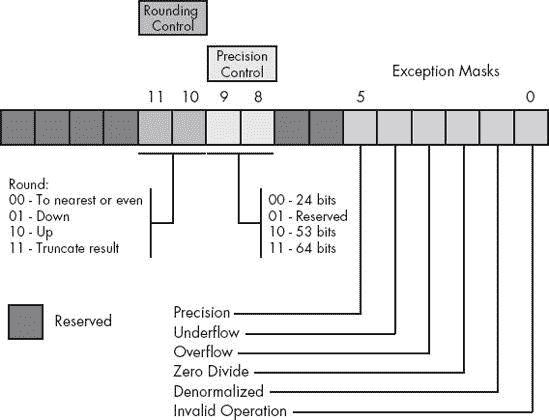 Rounding
Control
Precision
Control
Exception Masks
11 10 9 8 5 0
Round:
00 - To nearest or even
01 - Down
10 - Up
11 - Truncate result
00 - 24 bits
01 - Reserved
10 - 53 bits
11 - 64 bits
Reserved
Precision
Underflow
Overflow
Zero Divide
Denormalized
Invalid Operation